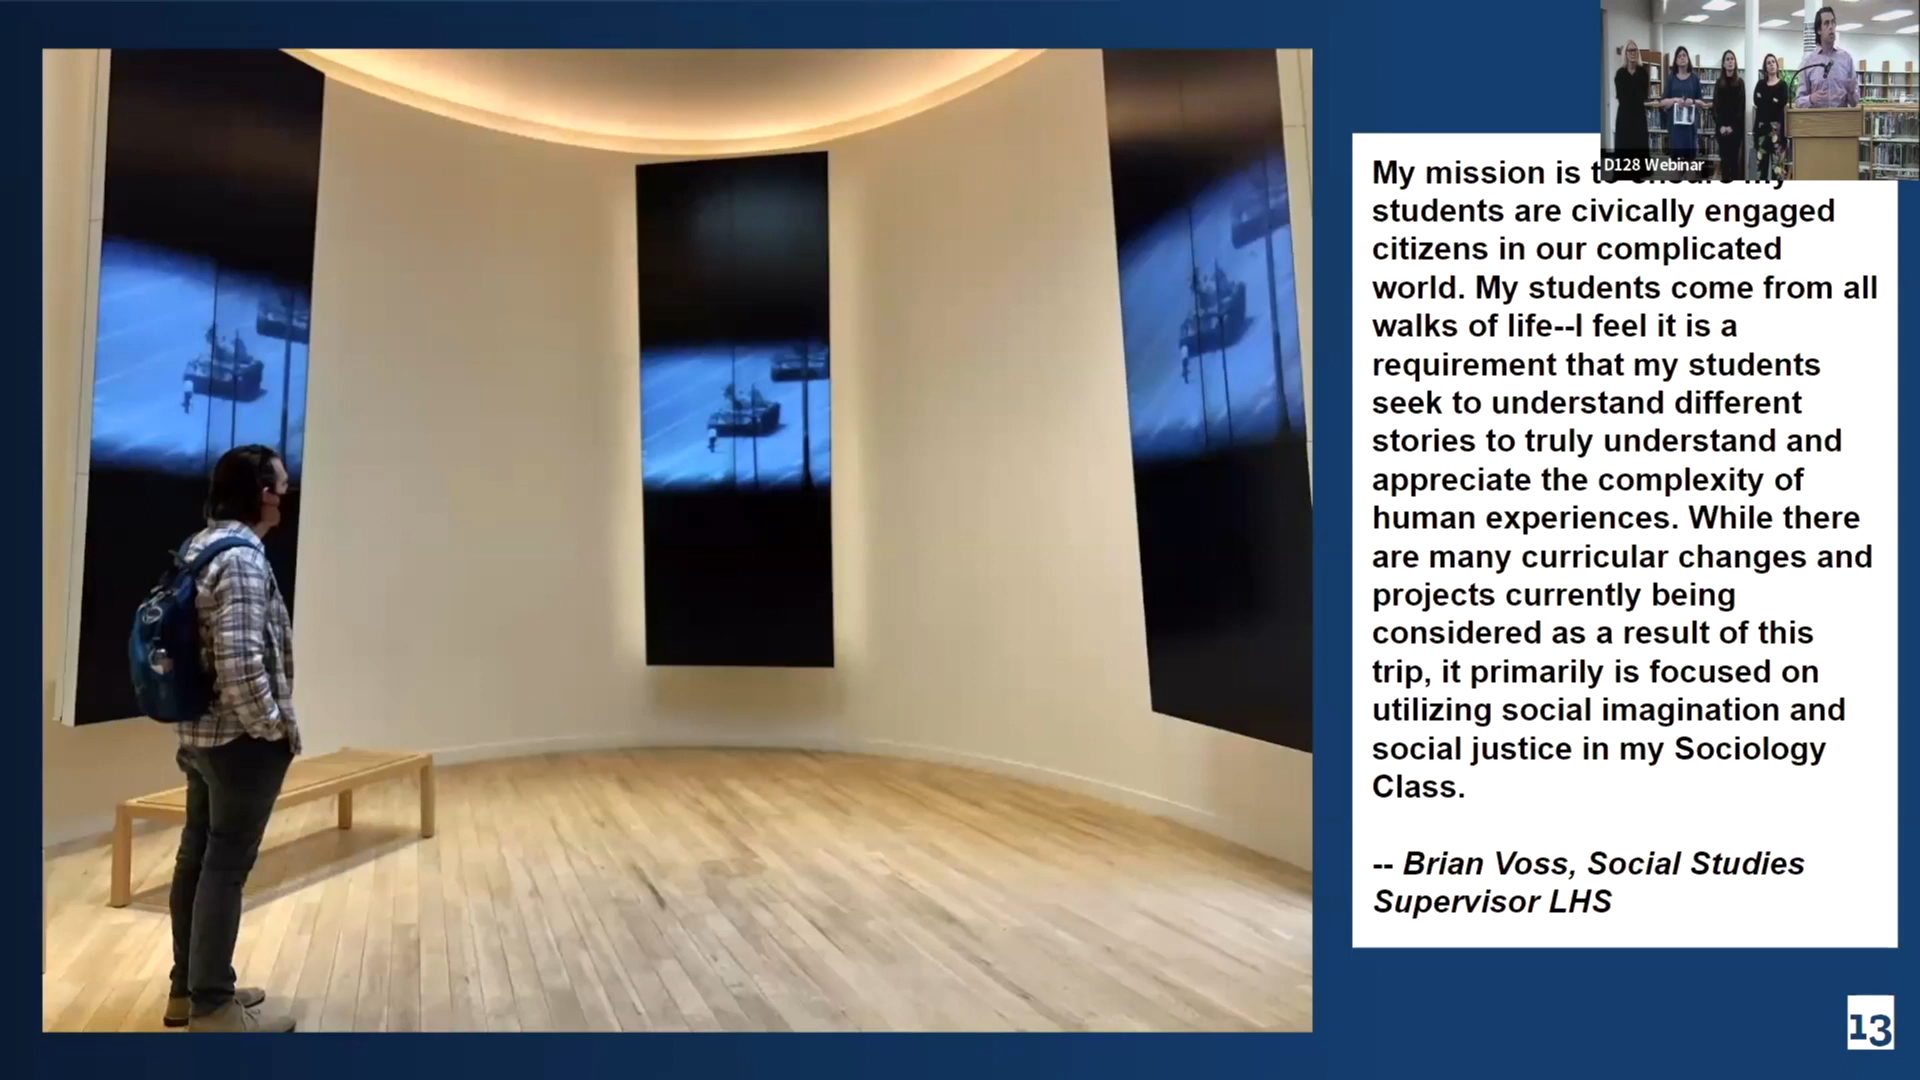 D128 Webinar
My mission is
students are civically engaged
citizens in our complicated
world. My students come from all
walks of life--I feel it is a
requirement that my students
seek to understand different
stories to truly understand and
appreciate the complexity of
human experiences. While there
are many curricular changes and
projects currently being
considered as a result of this
trip, it primarily is focused on
utilizing social imagination and
social justice in my Sociology
Class.
-- Brian Voss, Social Studies
Supervisor LHS
13